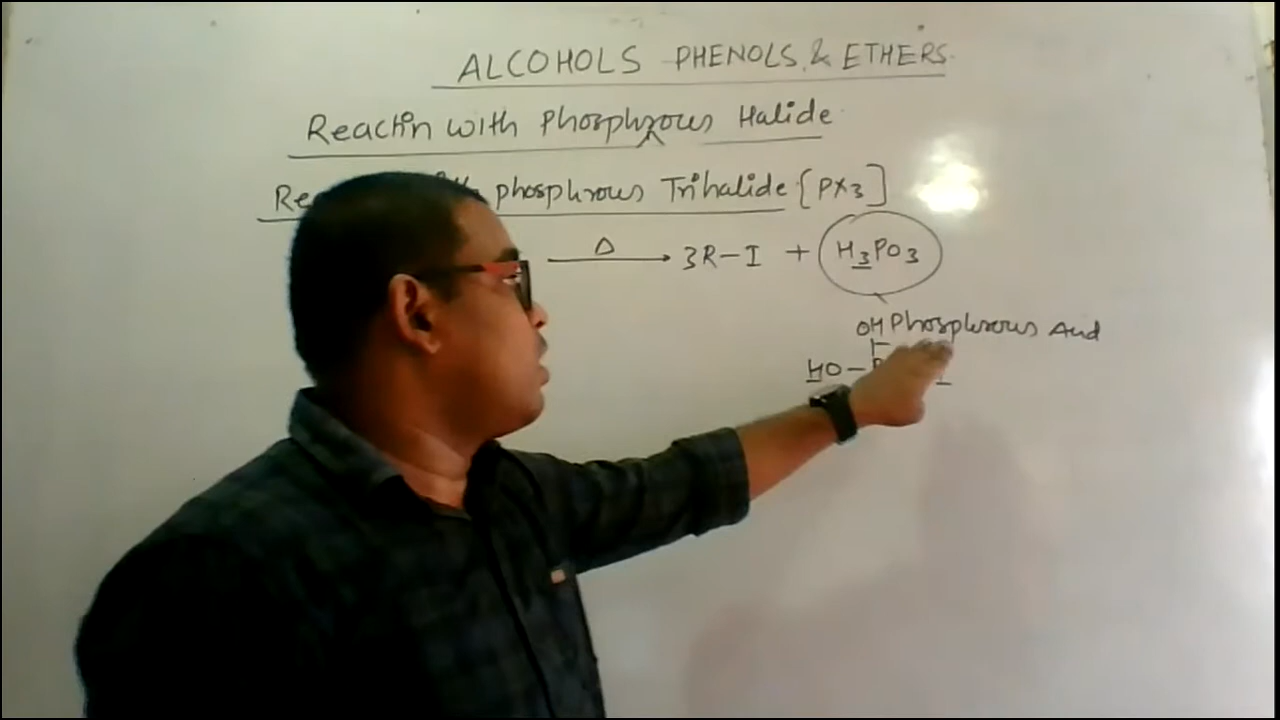 ALCOHOLS PHENOLS & ETHERS.
Reactin with Phosphrous Halide
phosphrous Trihalide [PX3]
Δ → 3R-I + H3PO3
OH Phosphrous Acid
HO-